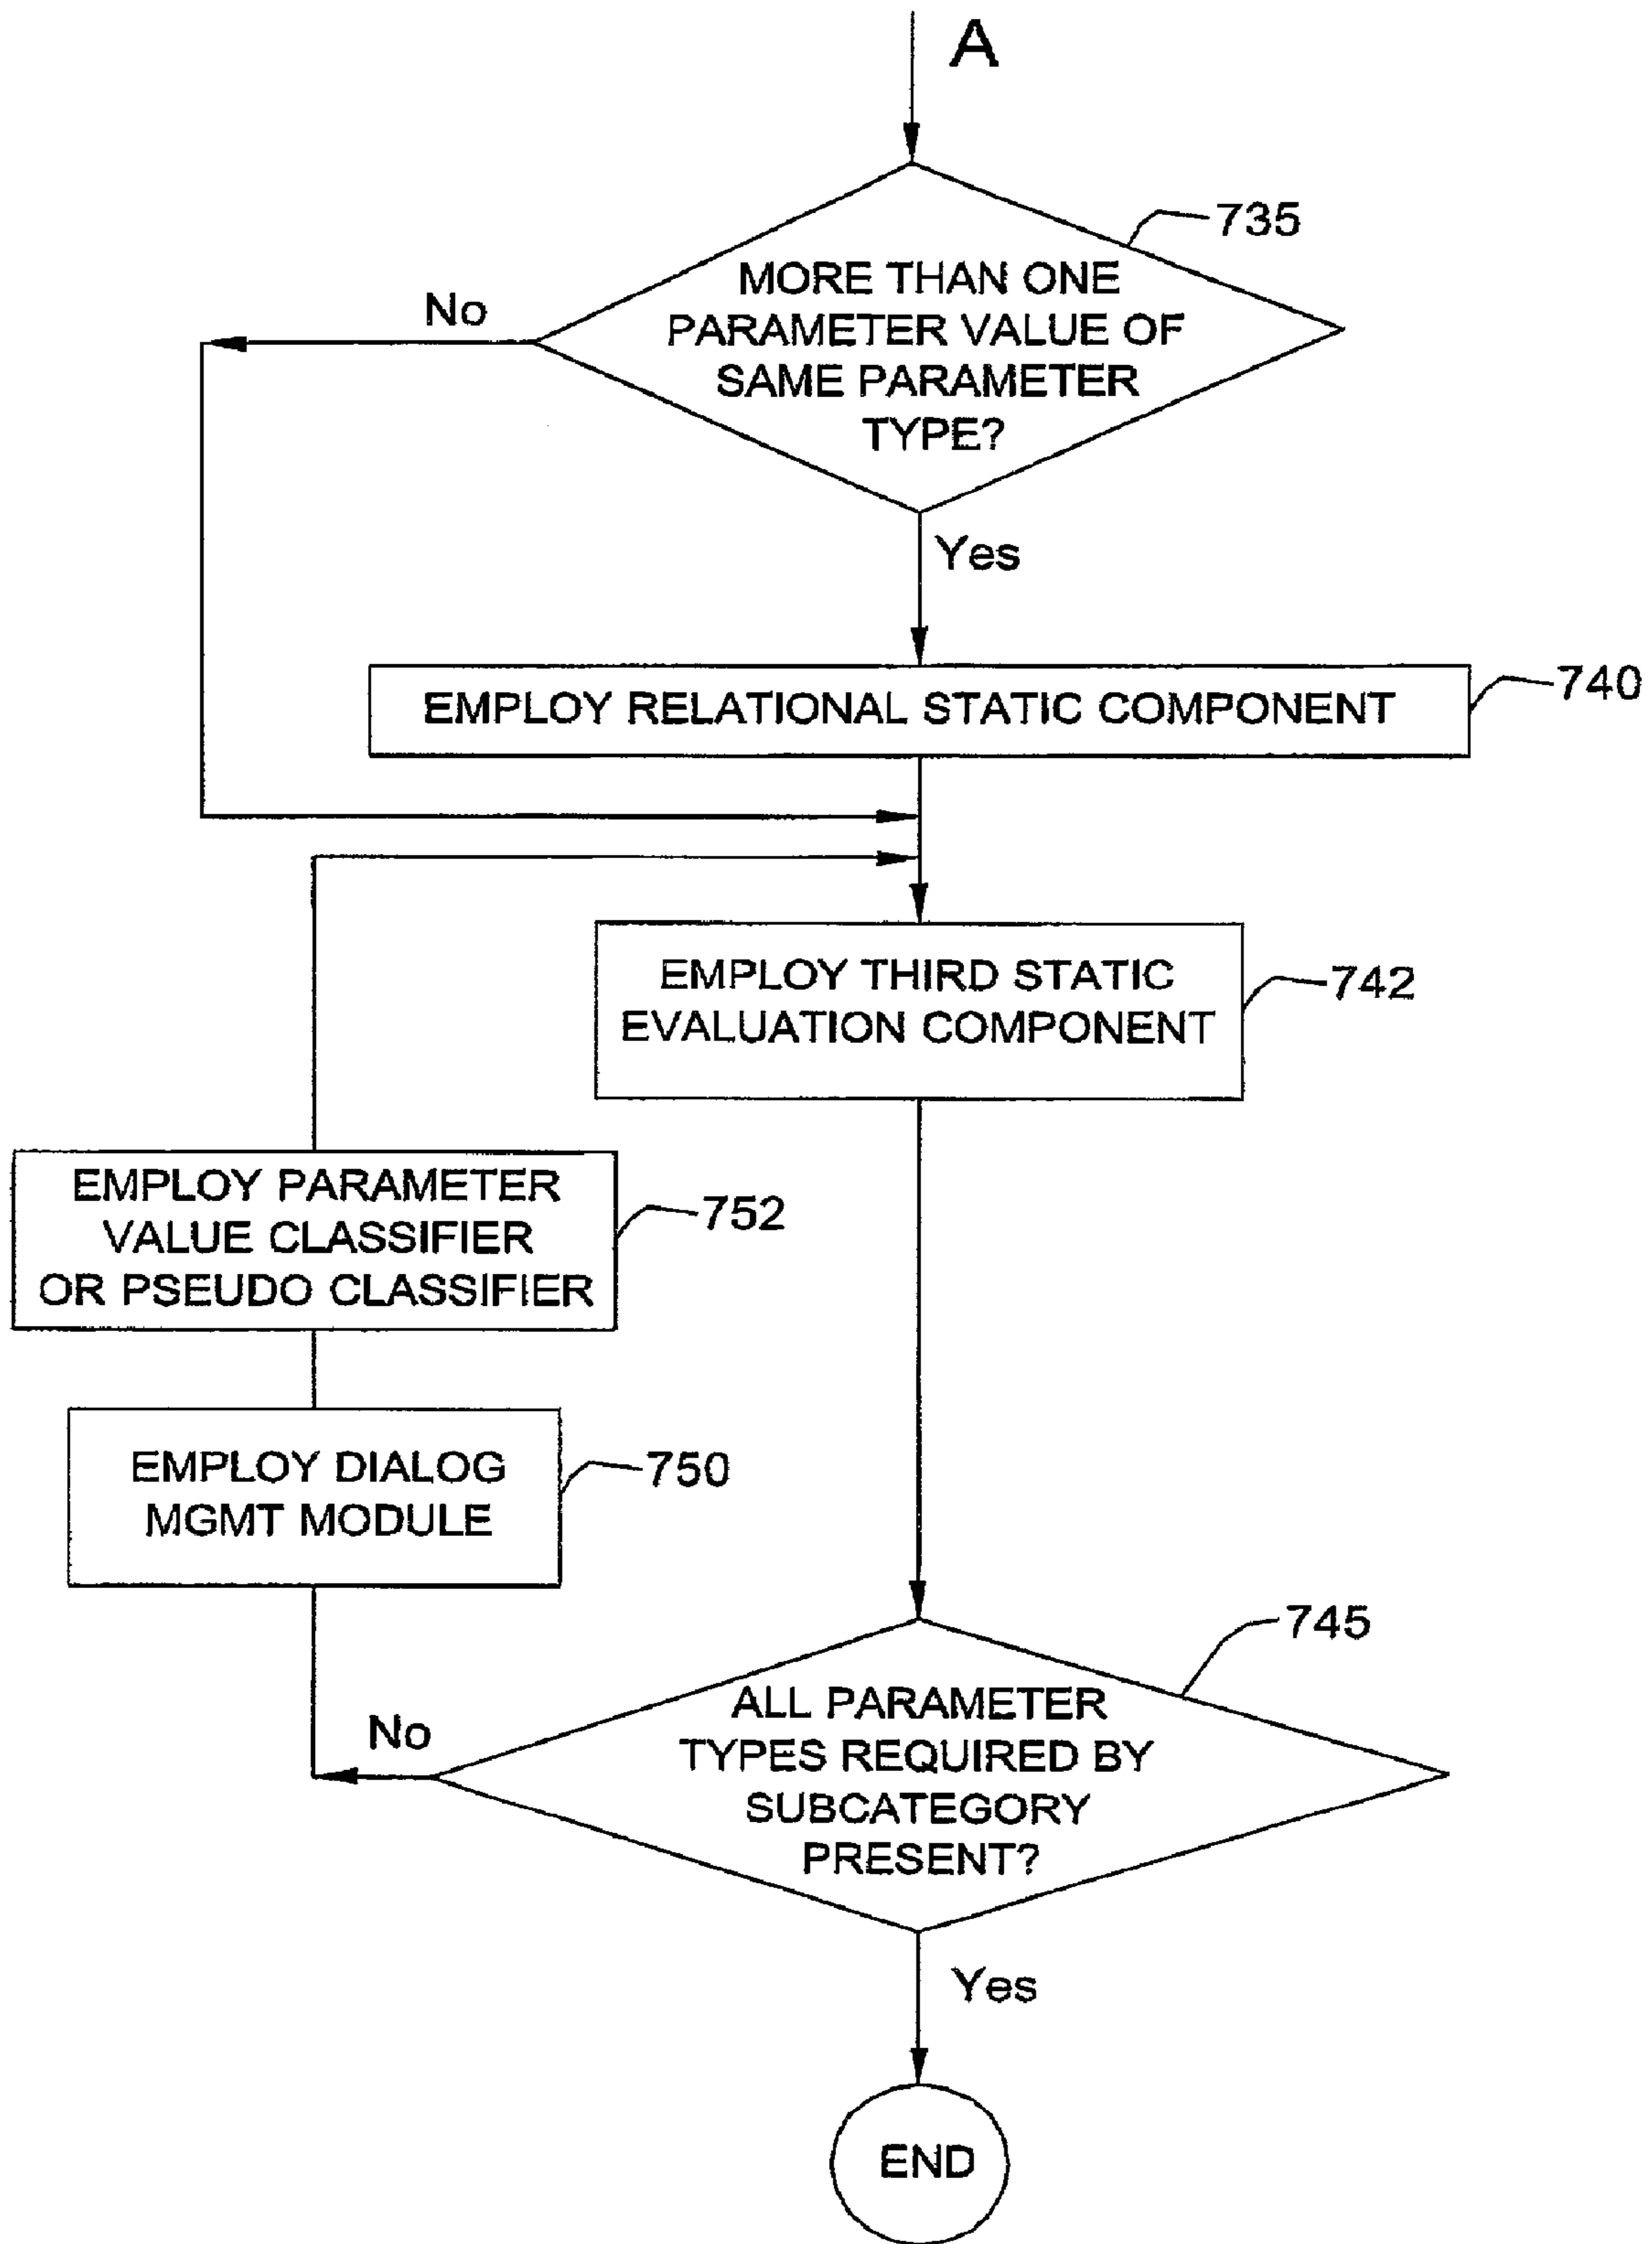 A
735
MORE THAN ONE
PARAMETER VALUE OF
SAME PARAMETER
TYPE?
No
Yes
740
EMPLOY RELATIONAL STATIC COMPONENT
EMPLOY THIRD STATIC
EVALUATION COMPONENT
742
EMPLOY PARAMETER
VALUE CLASSIFIER
OR PSEUDO CLASSIFIER
752
EMPLOY DIALOG
MGMT MODULE
750
745
ALL PARAMETER
TYPES REQUIRED BY
SUBCATEGORY
PRESENT?
No
Yes
END